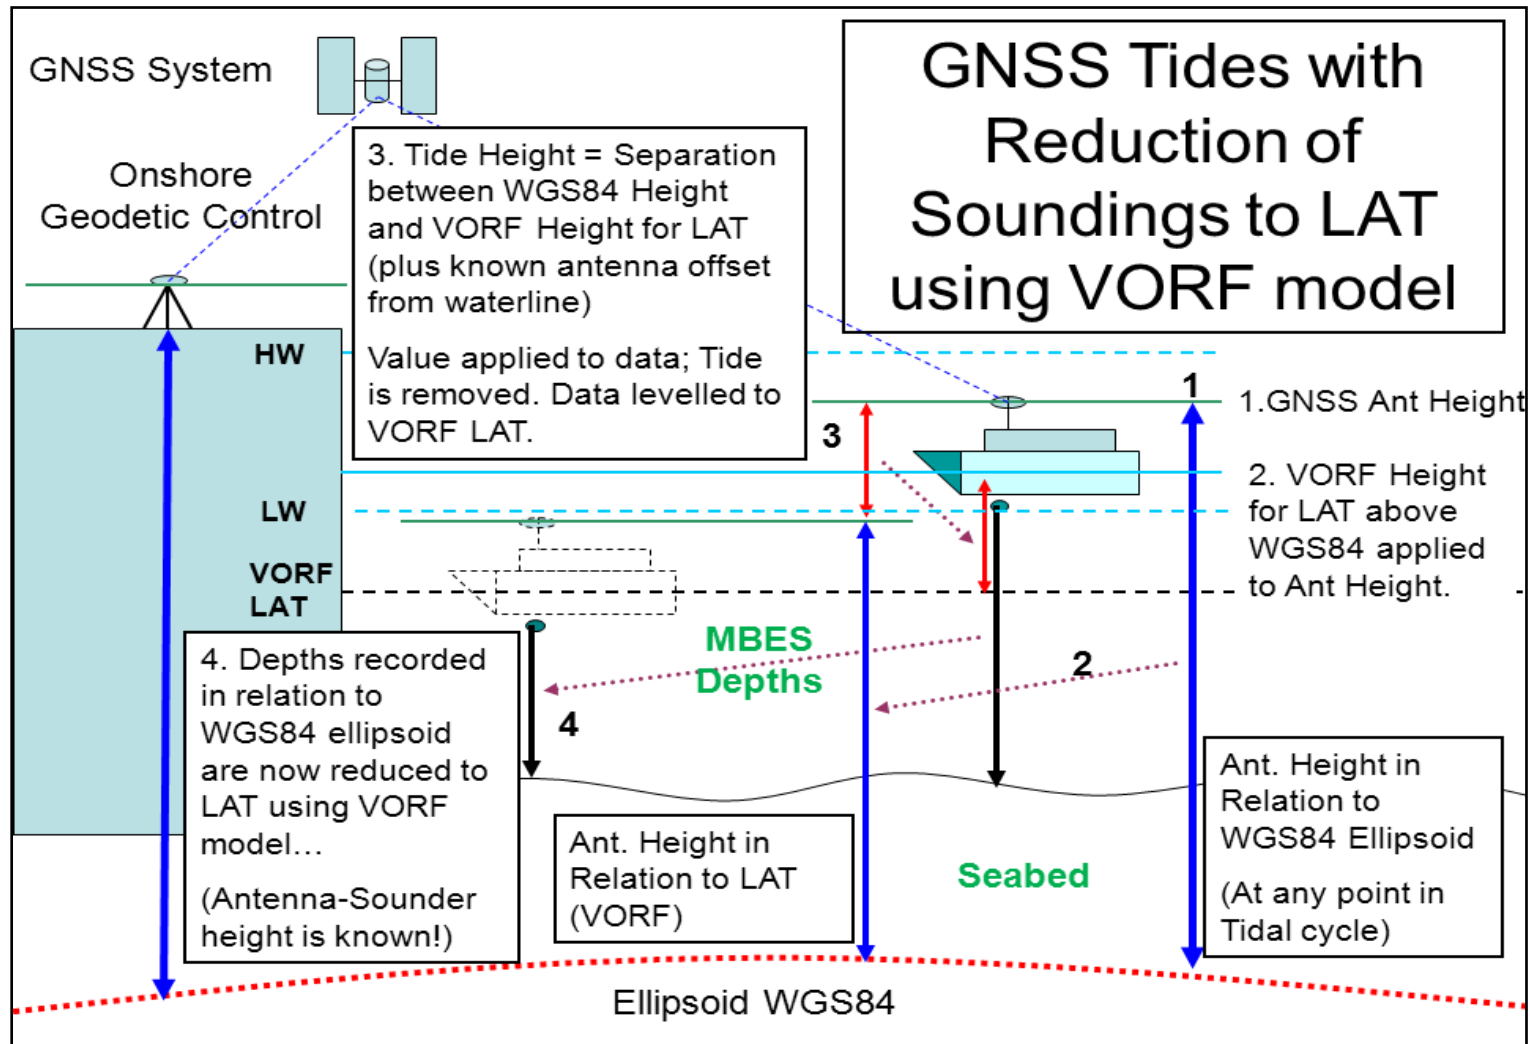 GNSS Tides with
Reduction of
Soundings to LAT
using VORF model
GNSS System
Onshore
Geodetic Control
3. Tide Height = Separation
between WGS84 Height
and VORF Height for LAT
(plus known antenna offset
from waterline)
Value applied to data; Tide
is removed. Data levelled to
VORF LAT.
HW
LW
VORF
LAT
1
1.GNSS Ant Height
3
2. VORF Height
for LAT above
WGS84 applied
to Ant Height.
MBES
Depths
2
4
4. Depths recorded
in relation to
WGS84 ellipsoid
are now reduced to
LAT using VORF
model...
(Antenna-Sounder
height is known!)
Ant. Height in
Relation to LAT
(VORF)
Seabed
Ant. Height in
Relation to
WGS84 Ellipsoid
(At any point in
Tidal cycle)
Ellipsoid WGS84